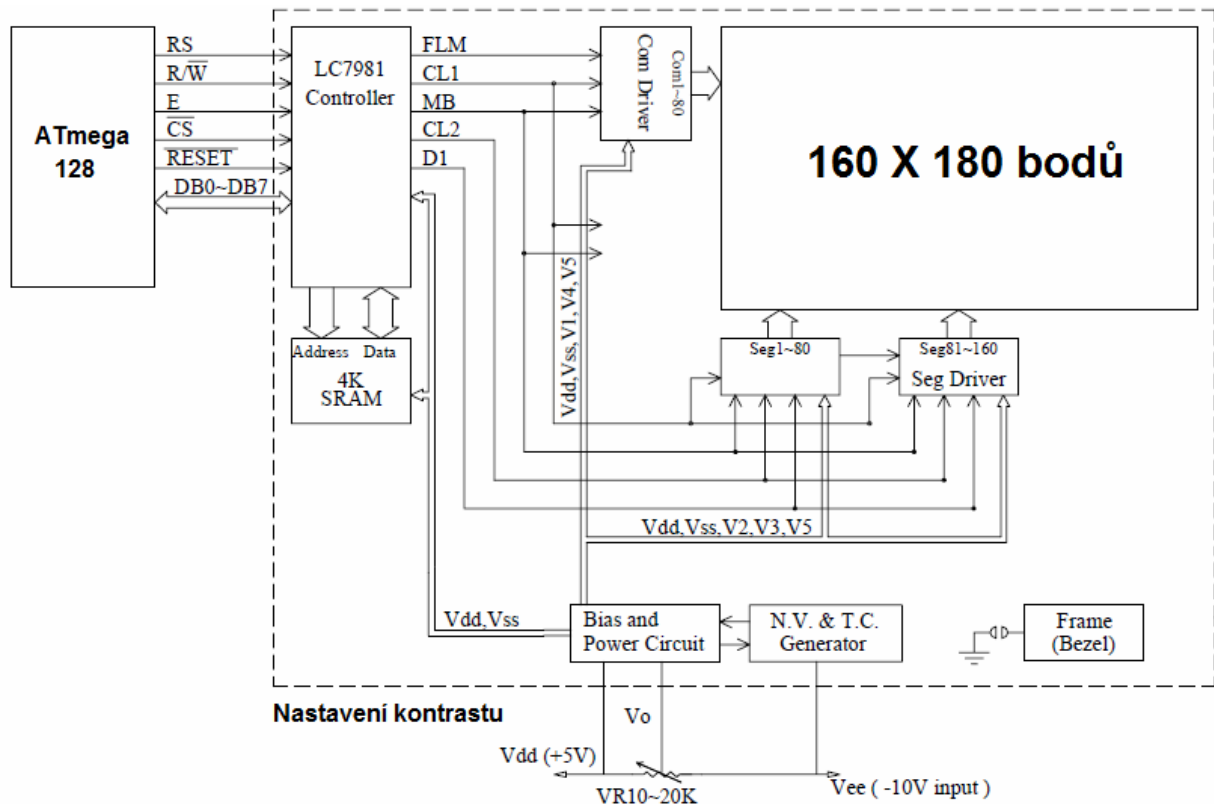 ATmega
128
RS
R/W̅
E
C̅S̅
R̅E̅S̅E̅T̅
DB0~DB7
LC7981
Controller
FLM
CL1
MB
CL2
D1
Com Driver
Com1~80
160 X 180 bodů
Address Data
4K
SRAM
Vdd,Vss,V1,V4,V5
Seg1~80
Seg81~160
Seg Driver
Vdd,Vss,V2,V3,V5
Vdd,Vss
Bias and
Power Circuit
N.V. & T.C.
Generator
Frame
(Bezel)
Nastavení kontrastu
Vo
Vdd (+5V)
VR10~20K
Vee ( -10V input )